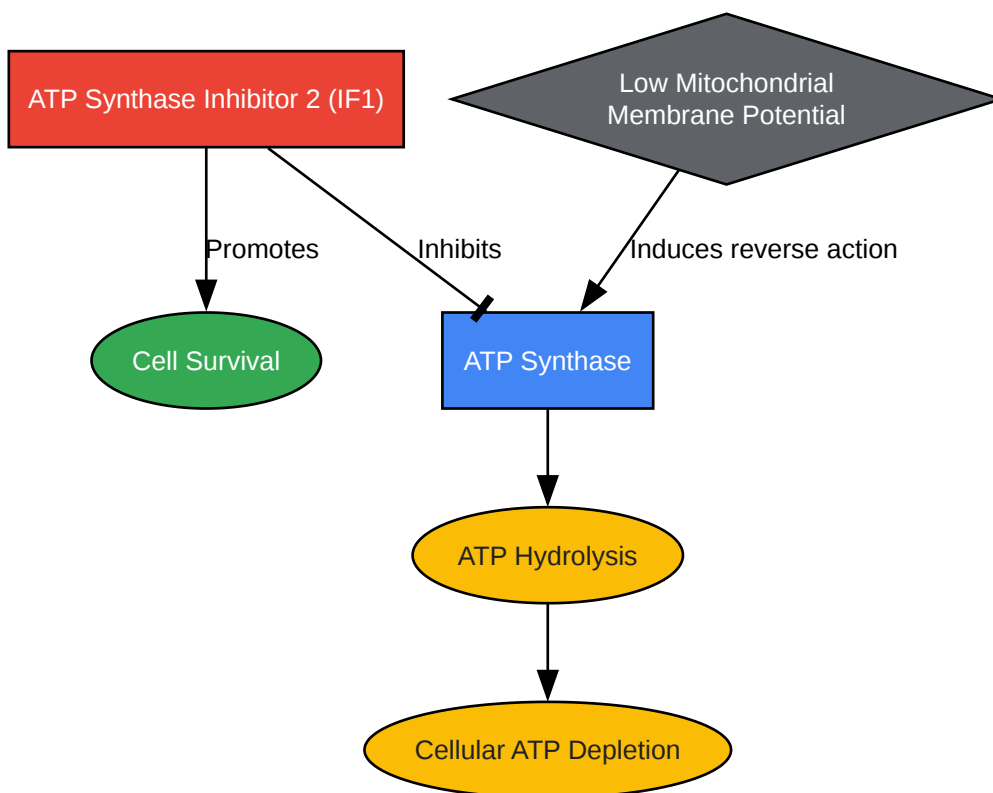 ATP Synthase Inhibitor 2 (IF1)
Low Mitochondrial
Membrane Potential
Promotes
Inhibits
Induces reverse action
Cell Survival
ATP Synthase
ATP Hydrolysis
Cellular ATP Depletion